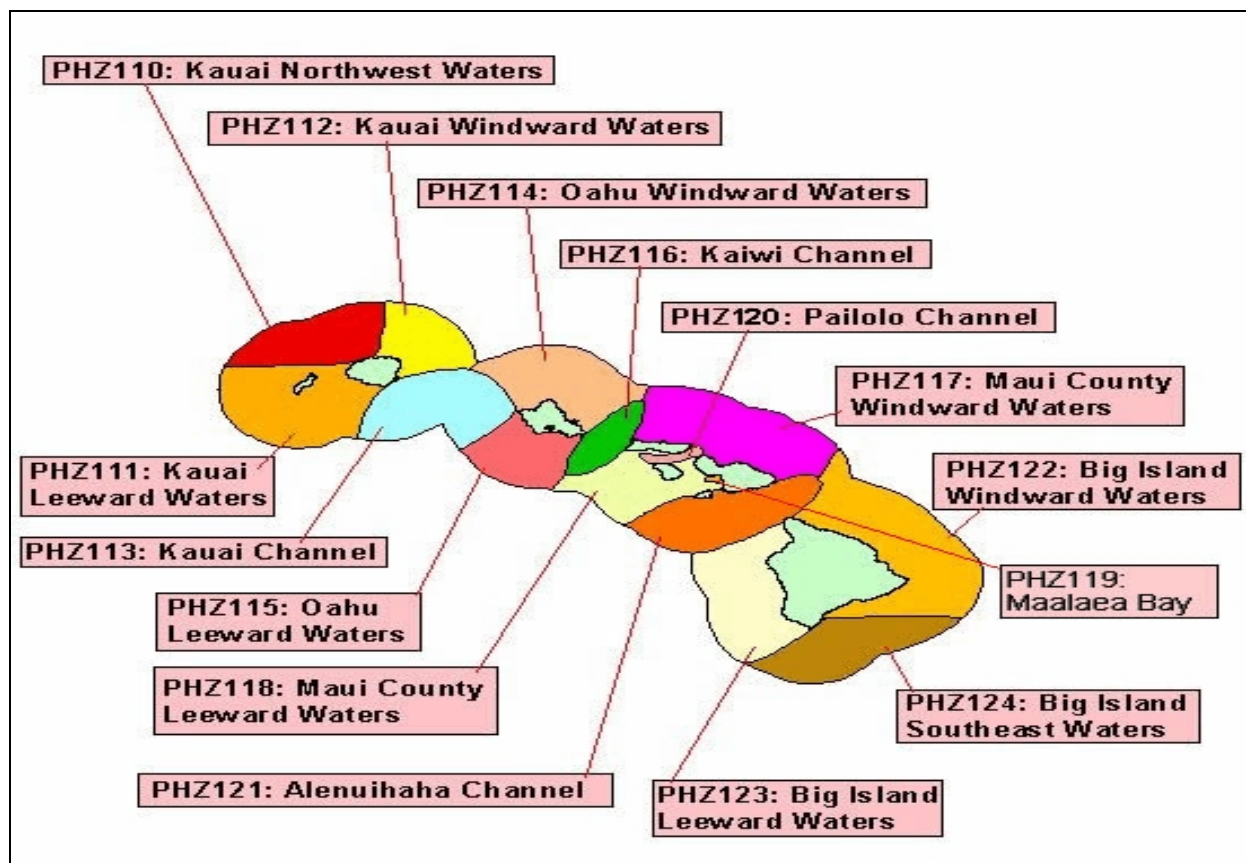 PHZ110: Kauai Northwest Waters
PHZ112: Kauai Windward Waters
PHZ114: Oahu Windward Waters
PHZ116: Kaiwi Channel
PHZ120: Pailolo Channel
PHZ117: Maui County
Windward Waters
PHZ111: Kauai
Leeward Waters
PHZ122: Big Island
Windward Waters
PHZ113: Kauai Channel
PHZ119:
Maalaea Bay
PHZ115: Oahu
Leeward Waters
PHZ118: Maui County
Leeward Waters
PHZ124: Big Island
Southeast Waters
PHZ121: Alenuihaha Channel
PHZ123: Big Island
Leeward Waters